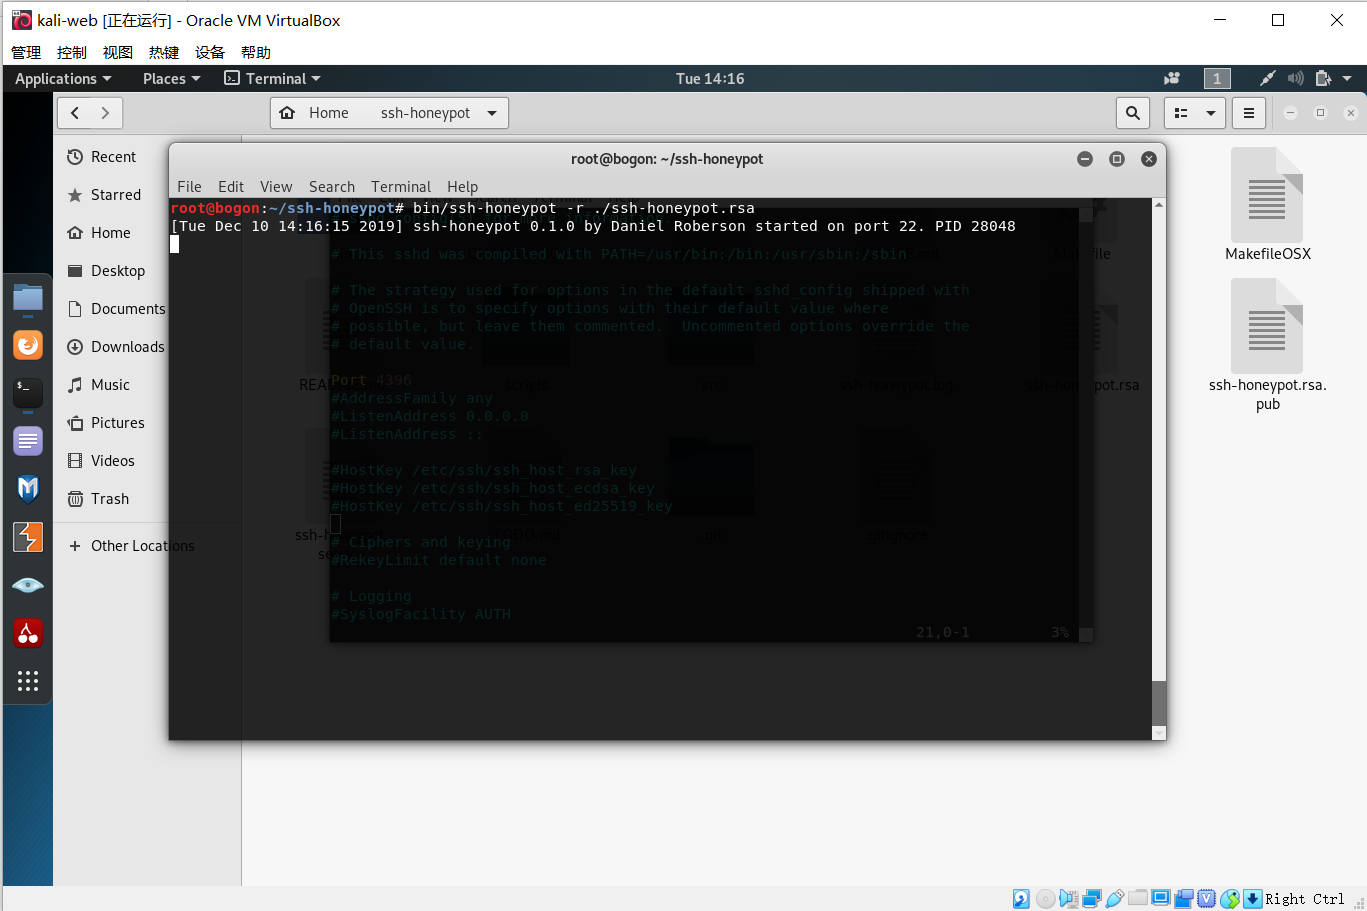 kali-web [正在运行] - Oracle VM VirtualBox
管理 控制 视图 热键 设备 帮助
Applications Places Terminal Tue 14:16 1
Home ssh-honeypot
Recent
Starred
Home
Desktop
Documents
Downloads
Music
Pictures
Videos
Trash
Other Locations
root@bogon: ~/ssh-honeypot
File Edit View Search Terminal Help
root@bogon:~/ssh-honeypot# bin/ssh-honeypot -r ./ssh-honeypot.rsa
[Tue Dec 10 14:16:15 2019] ssh-honeypot 0.1.0 by Daniel Roberson started on port 22. PID 28048
# This sshd was compiled with PATH=/usr/bin:/bin:/usr/sbin:/sbin
# The strategy used for options in the default sshd_config shipped with
# OpenSSH is to specify options with their default value where
# possible, but leave them commented.  Uncommented options override the
# default value.
Port 4396
#AddressFamily any
#ListenAddress 0.0.0.0
#ListenAddress ::
#HostKey /etc/ssh/ssh_host_rsa_key
#HostKey /etc/ssh/ssh_host_ecdsa_key
#HostKey /etc/ssh/ssh_host_ed25519_key
# Ciphers and keying
#RekeyLimit default none
# Logging
#SyslogFacility AUTH
21,0-1 3%
scripts
src
ssh-honeypot.log
ssh-honeypot.rsa
MakefileOSX
ssh-honeypot.rsa.
pub
Right Ctrl